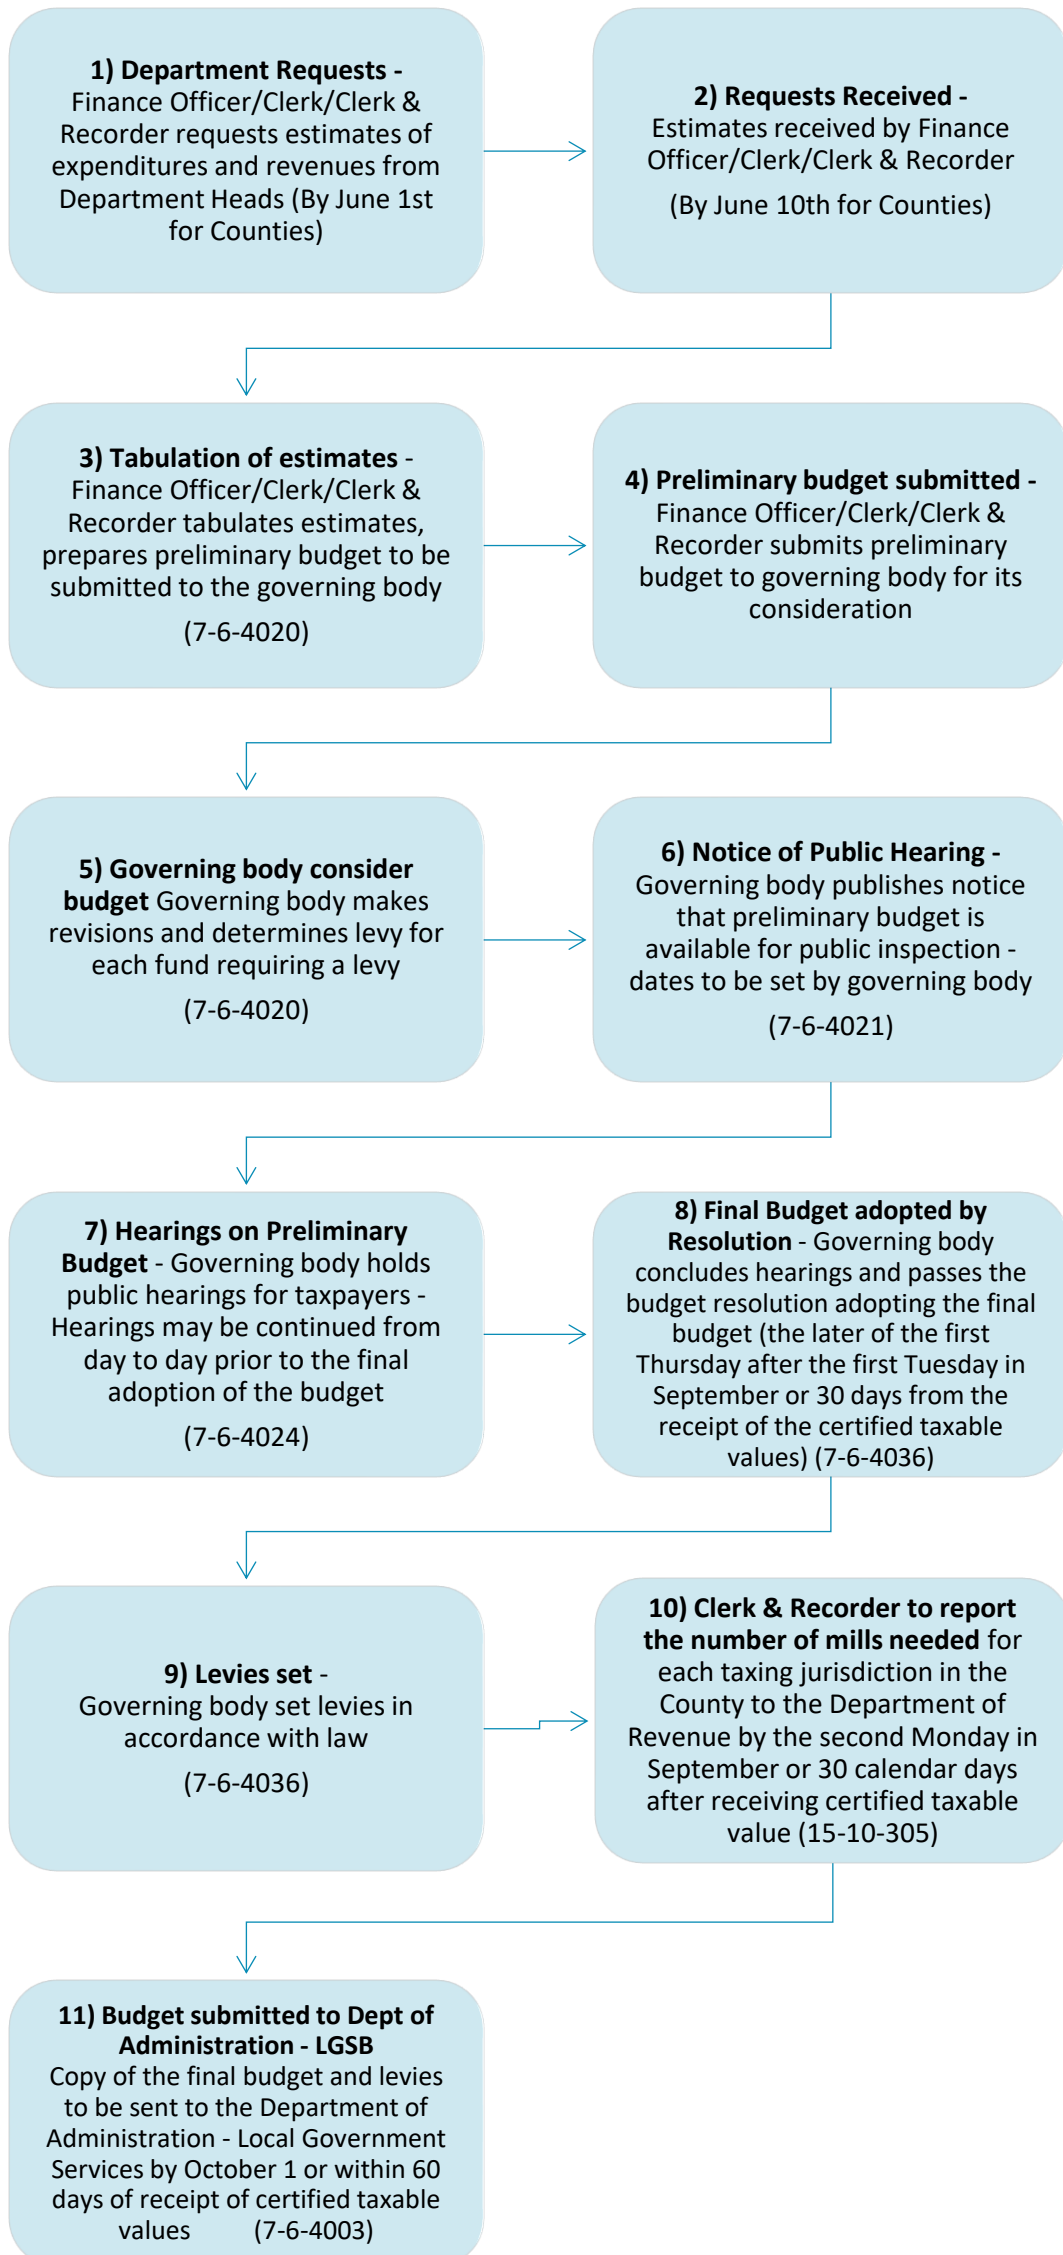 1) Department Requests -
Finance Officer/Clerk/Clerk &
Recorder requests estimates of
expenditures and revenues from
Department Heads (By June 1st
for Counties)
2) Requests Received -
Estimates received by Finance
Officer/Clerk/Clerk & Recorder
(By June 10th for Counties)
3) Tabulation of estimates -
Finance Officer/Clerk/Clerk &
Recorder tabulates estimates,
prepares preliminary budget to be
submitted to the governing body
(7-6-4020)
4) Preliminary budget submitted -
Finance Officer/Clerk/Clerk &
Recorder submits preliminary
budget to governing body for its
consideration
5) Governing body consider
budget Governing body makes
revisions and determines levy for
each fund requiring a levy
(7-6-4020)
6) Notice of Public Hearing -
Governing body publishes notice
that preliminary budget is
available for public inspection -
dates to be set by governing body
(7-6-4021)
7) Hearings on Preliminary
Budget - Governing body holds
public hearings for taxpayers -
Hearings may be continued from
day to day prior to the final
adoption of the budget
(7-6-4024)
8) Final Budget adopted by
Resolution - Governing body
concludes hearings and passes the
budget resolution adopting the final
budget (the later of the first
Thursday after the first Tuesday in
September or 30 days from the
receipt of the certified taxable
values) (7-6-4036)
9) Levies set -
Governing body set levies in
accordance with law
(7-6-4036)
10) Clerk & Recorder to report
the number of mills needed for
each taxing jurisdiction in the
County to the Department of
Revenue by the second Monday in
September or 30 calendar days
after receiving certified taxable
value (15-10-305)
11) Budget submitted to Dept of
Administration - LGSB
Copy of the final budget and levies
to be sent to the Department of
Administration - Local Government
Services by October 1 or within 60
days of receipt of certified taxable
values (7-6-4003)